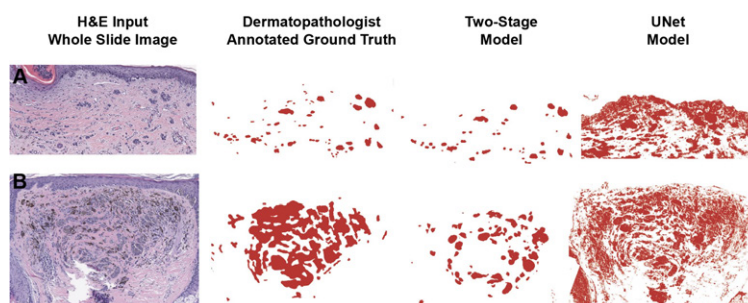 H&E Input
Whole Slide Image
Dermatopathologist
Annotated Ground Truth
Two-Stage
Model
UNet
Model
A
B